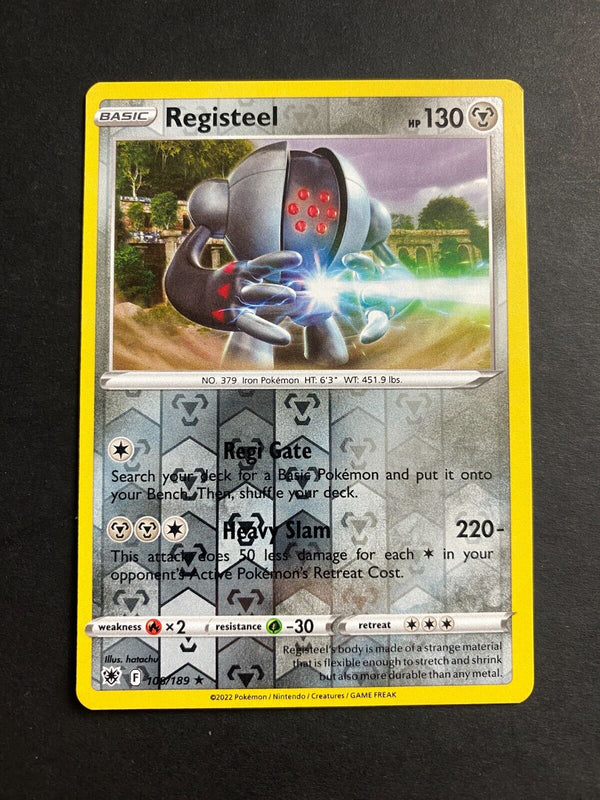 BASIC Registeel HP 130
NO. 379 Iron Pokémon HT: 6'3" WT: 451.9 lbs.
Regi Gate
Search your deck for a Basic Pokémon and put it onto
your Bench. Then, shuffle your deck.
Heavy Slam 220-
This attack does 50 less damage for each in your
opponent's Active Pokémon's Retreat Cost.
weakness ×2 resistance -30 retreat
Registeel's body is made of a strange material
that is flexible enough to stretch and shrink
but also more durable than any metal.
Illus. hatachu
F 108/189 ★
©2022 Pokémon / Nintendo / Creatures / GAME FREAK